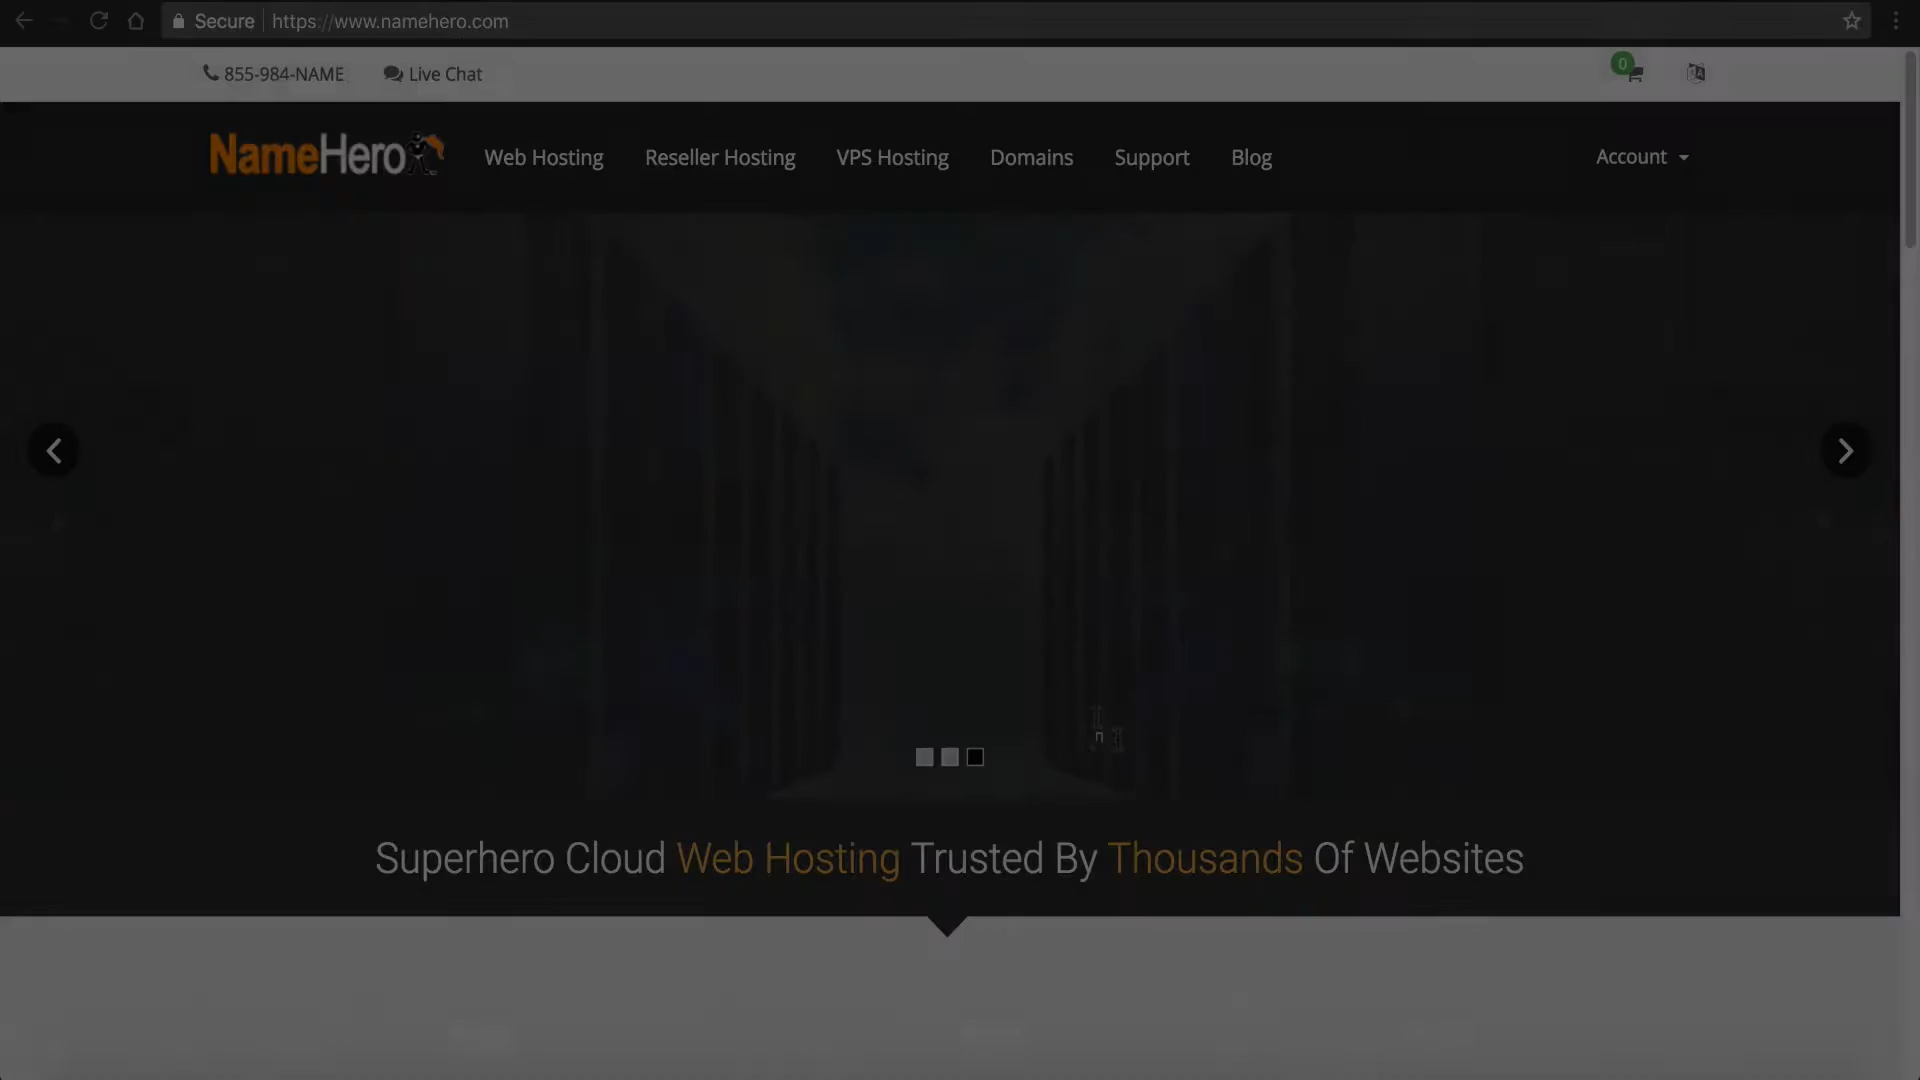 Secure https://www.namehero.com
855-984-NAME Live Chat 0
NameHero Web Hosting Reseller Hosting VPS Hosting Domains Support Blog Account
Superhero Cloud Web Hosting Trusted By Thousands Of Websites